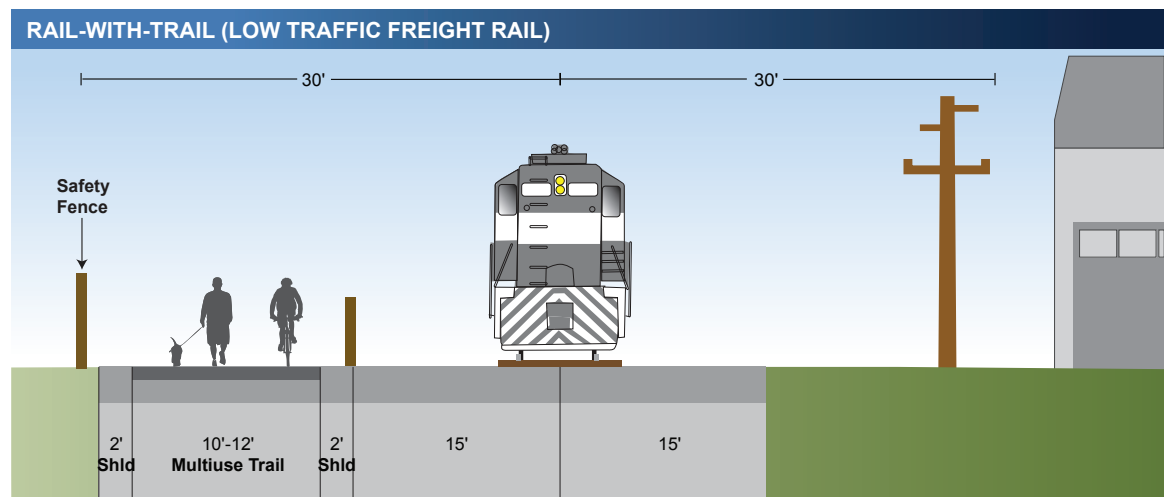 RAIL-WITH-TRAIL (LOW TRAFFIC FREIGHT RAIL)
30'
30'
Safety
Fence
2'
Shld
10'-12'
Multiuse Trail
2'
Shld
15'
15'